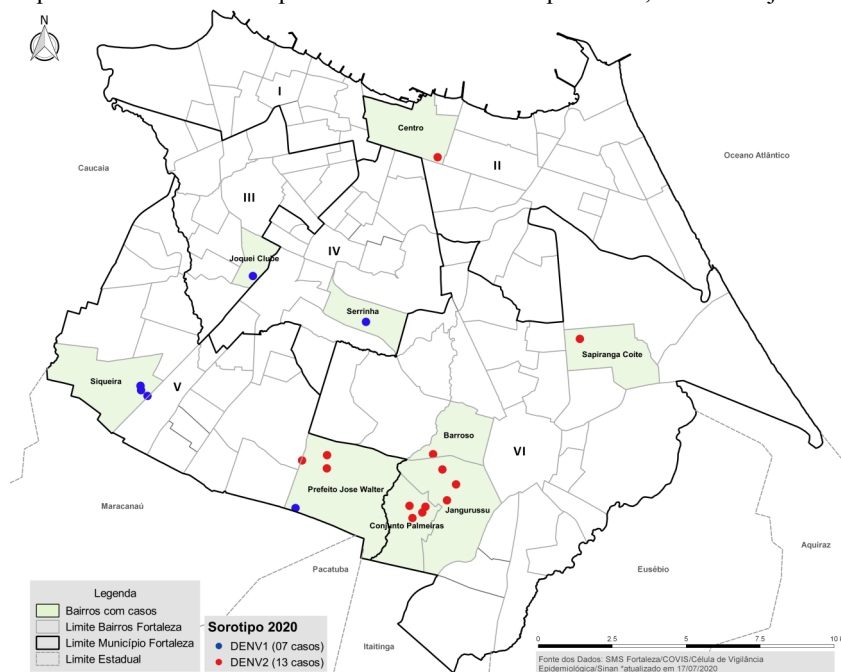 N
I
Centro
II
Oceano Atlântico
Caucaia
III
IV
Joquei Clube
Serrinha
Sapiranga Coite
Siqueira
V
Barroso
VI
Prefeito Jose Walter
Jangurussu
Conjunto Palmeiras
Maracanaú
Aquiraz
Pacatuba
Eusébio
Itaitinga
Legenda
Bairros com casos
Limite Bairros Fortaleza
Limite Município Fortaleza
Limite Estadual
Sorotipo 2020
DENV1 (07 casos)
DENV2 (13 casos)
0 2.5 5 7.5 10
Fonte dos Dados: SMS Fortaleza/COVIS/Célula de Vigilância
Epidemiológica/Sinan *atualizado em 17/07/2020